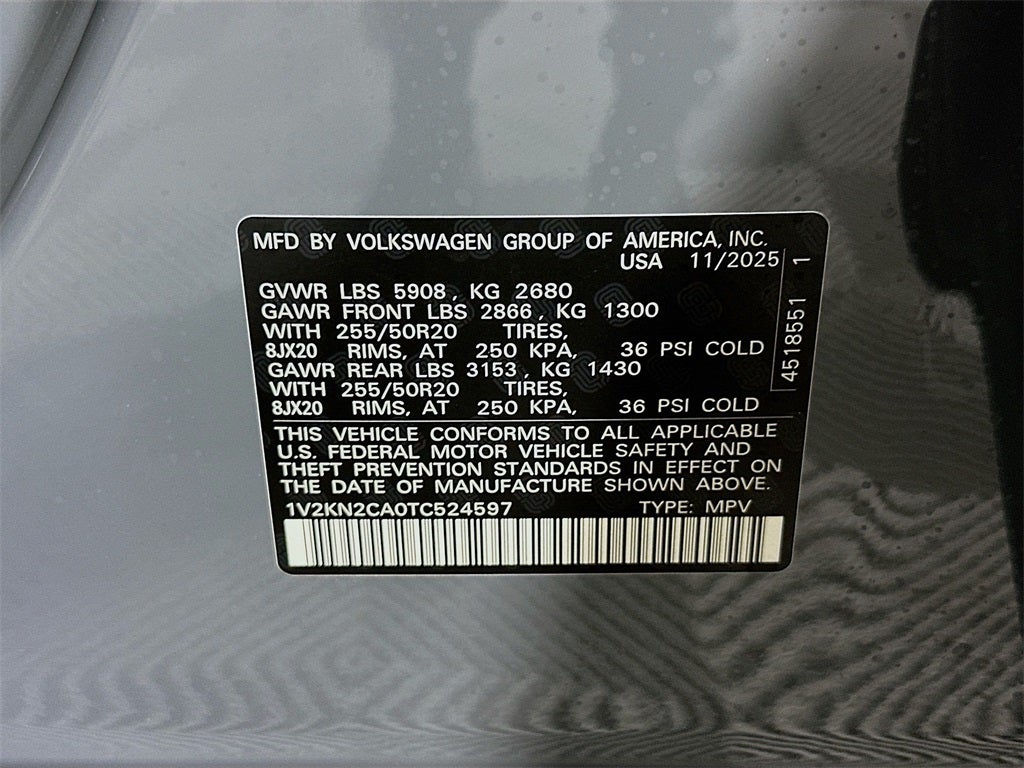 MFD BY VOLKSWAGEN GROUP OF AMERICA, INC.
USA 11/2025
GVWR LBS 5908, KG 2680
GAWR FRONT LBS 2866, KG 1300
WITH 255/50R20 TIRES,
8JX20 RIMS, AT 250 KPA, 36 PSI COLD
GAWR REAR LBS 3153, KG 1430
WITH 255/50R20 TIRES,
8JX20 RIMS, AT 250 KPA, 36 PSI COLD
THIS VEHICLE CONFORMS TO ALL APPLICABLE
U.S. FEDERAL MOTOR VEHICLE SAFETY AND
THEFT PREVENTION STANDARDS IN EFFECT ON
THE DATE OF MANUFACTURE SHOWN ABOVE.
1V2KN2CA0TC524597 TYPE: MPV
4518551 1